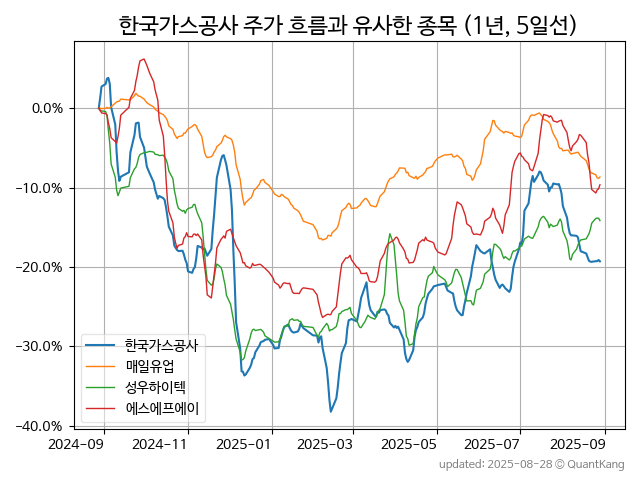 한국가스공사 주가 흐름과 유사한 종목 (1년, 5일선)
0.0%
−10.0%
−20.0%
−30.0%
−40.0%
한국가스공사
매일유업
성우하이텍
에스에프에이
2024-09 2024-11 2025-01 2025-03 2025-05 2025-07 2025-09
updated: 2025-08-28 © QuantKang